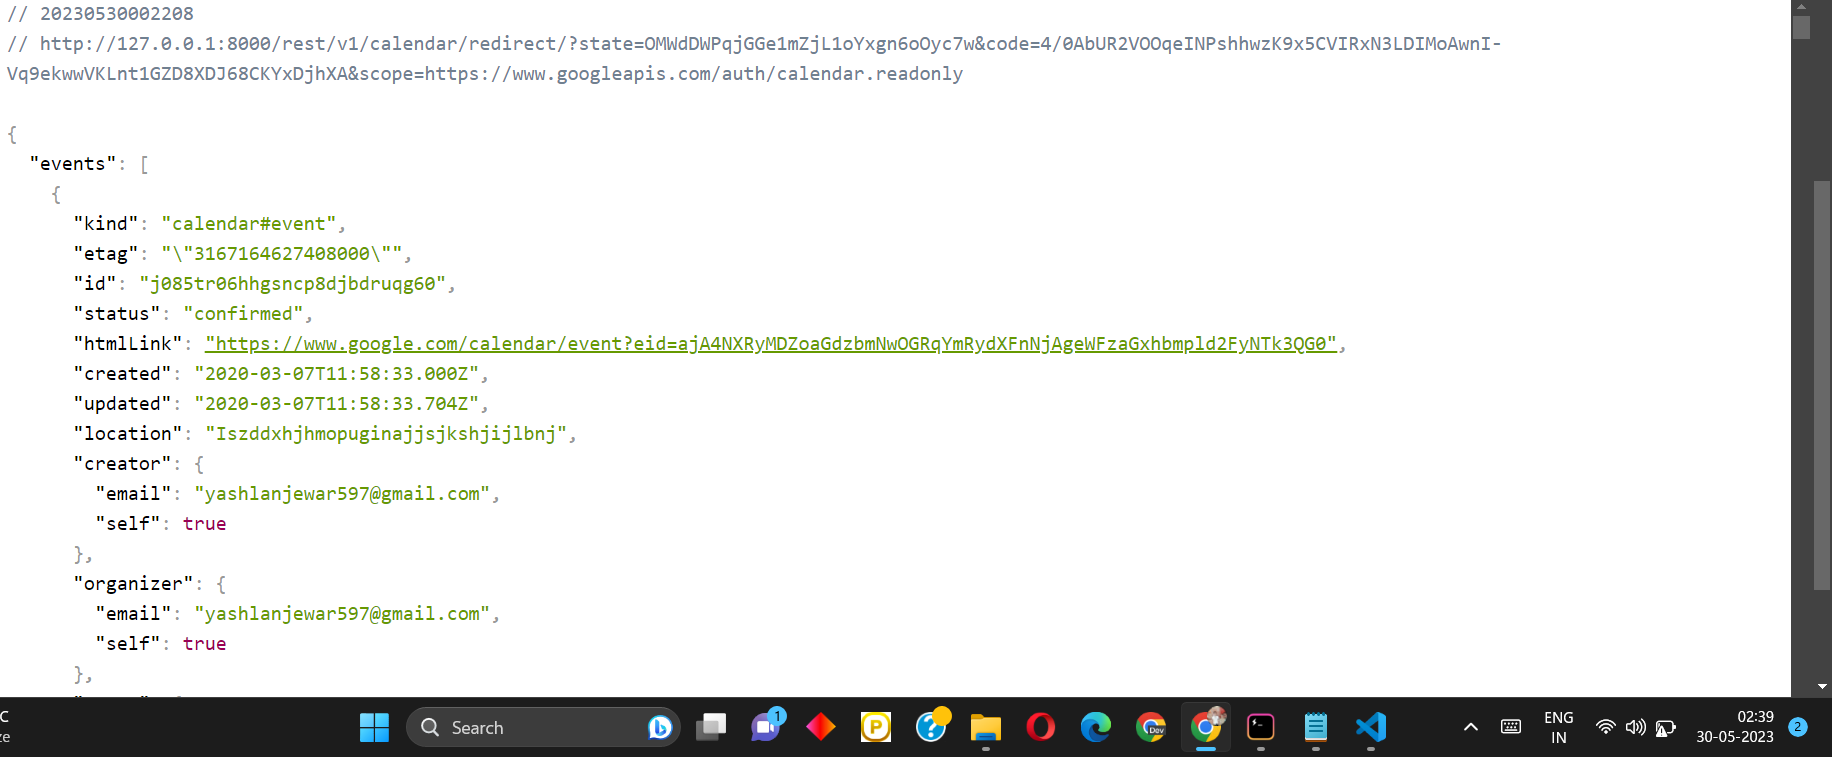 // 20230530002208
// http://127.0.0.1:8000/rest/v1/calendar/redirect/?state=OMWdDWPqjGGe1mZjL1oYxgn6oOyc7w&code=4/0AbUR2VOOqeINPshhwzK9x5CVIRxN3LDIMoAwnI-
Vq9ekwwVKLnt1GZD8XDJ68CKYxDjhXA&scope=https://www.googleapis.com/auth/calendar.readonly
{
"events": [
{
"kind": "calendar#event",
"etag": "\"3167164627408000\"",
"id": "j085tr06hhgsncp8djbdruqg60",
"status": "confirmed",
"htmlLink": "https://www.google.com/calendar/event?eid=ajA4NXRyMDZoaGdzbmNwOGRqYmRydXFnNjAgeWFzaGxhbmpld2FyNTk3QG0",
"created": "2020-03-07T11:58:33.000Z",
"updated": "2020-03-07T11:58:33.704Z",
"location": "Iszddxhjhmopuginajjsjkshjijlbnj",
"creator": {
"email": "yashlanjewar597@gmail.com",
"self": true
},
"organizer": {
"email": "yashlanjewar597@gmail.com",
"self": true
},
C
ze
Search
1
P
?
Dev
ENG
IN
02:39
30-05-2023
2